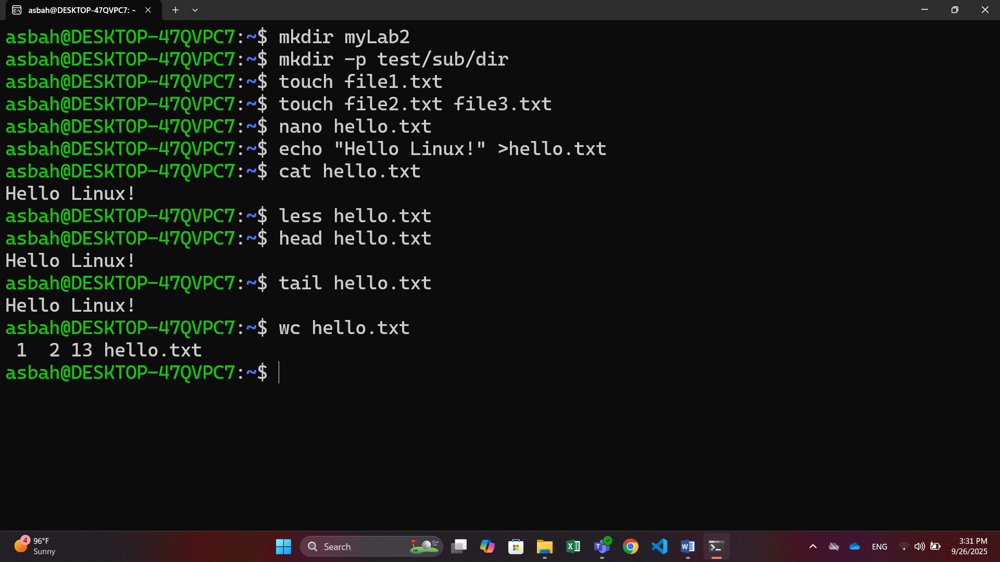 asbah@DESKTOP-47QVPC7: ~
asbah@DESKTOP-47QVPC7:~$ mkdir myLab2
asbah@DESKTOP-47QVPC7:~$ mkdir -p test/sub/dir
asbah@DESKTOP-47QVPC7:~$ touch file1.txt
asbah@DESKTOP-47QVPC7:~$ touch file2.txt file3.txt
asbah@DESKTOP-47QVPC7:~$ nano hello.txt
asbah@DESKTOP-47QVPC7:~$ echo "Hello Linux!" >hello.txt
asbah@DESKTOP-47QVPC7:~$ cat hello.txt
Hello Linux!
asbah@DESKTOP-47QVPC7:~$ less hello.txt
asbah@DESKTOP-47QVPC7:~$ head hello.txt
Hello Linux!
asbah@DESKTOP-47QVPC7:~$ tail hello.txt
Hello Linux!
asbah@DESKTOP-47QVPC7:~$ wc hello.txt
 1  2 13 hello.txt
asbah@DESKTOP-47QVPC7:~$
4 96°F
Sunny
Search
ENG
3:31 PM
9/26/2025